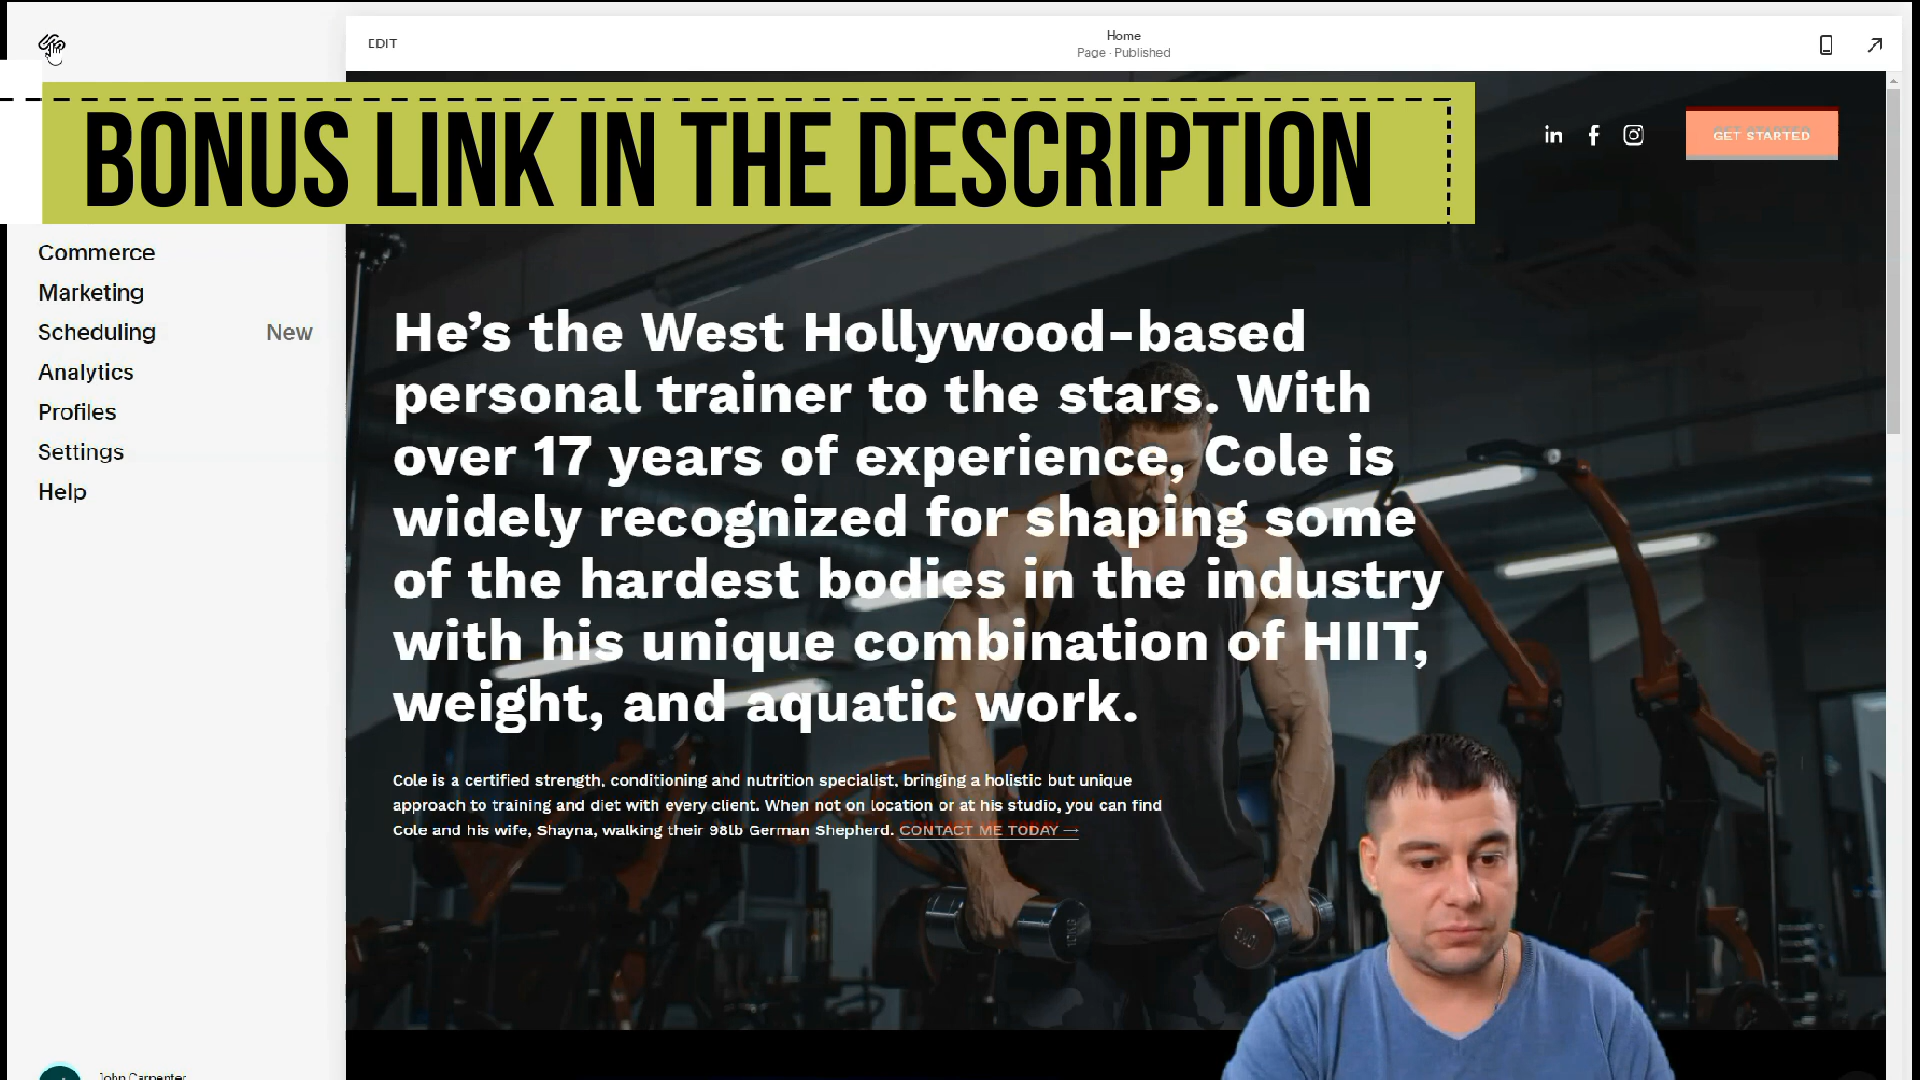 EDIT
Home
Page · Published
BONUS LINK IN THE DESCRIPTION
GET STARTED
Commerce
Marketing
Scheduling New
Analytics
Profiles
Settings
Help
He's the West Hollywood-based
personal trainer to the stars. With
over 17 years of experience, Cole is
widely recognized for shaping some
of the hardest bodies in the industry
with his unique combination of HIIT,
weight, and aquatic work.
Cole is a certified strength, conditioning and nutrition specialist, bringing a holistic but unique
approach to training and diet with every client. When not on location or at his studio, you can find
Cole and his wife, Shayna, walking their 98lb German Shepherd. CONTACT ME TODAY →
John Carpenter